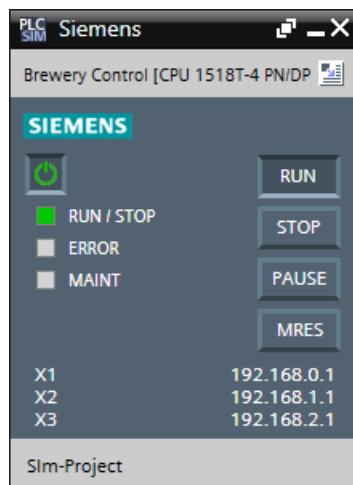 PLC SIM Siemens
Brewery Control [CPU 1518T-4 PN/DP
SIEMENS
RUN
RUN / STOP
STOP
ERROR
MAINT
PAUSE
MRES
X1 192.168.0.1
X2 192.168.1.1
X3 192.168.2.1
SIm-Project